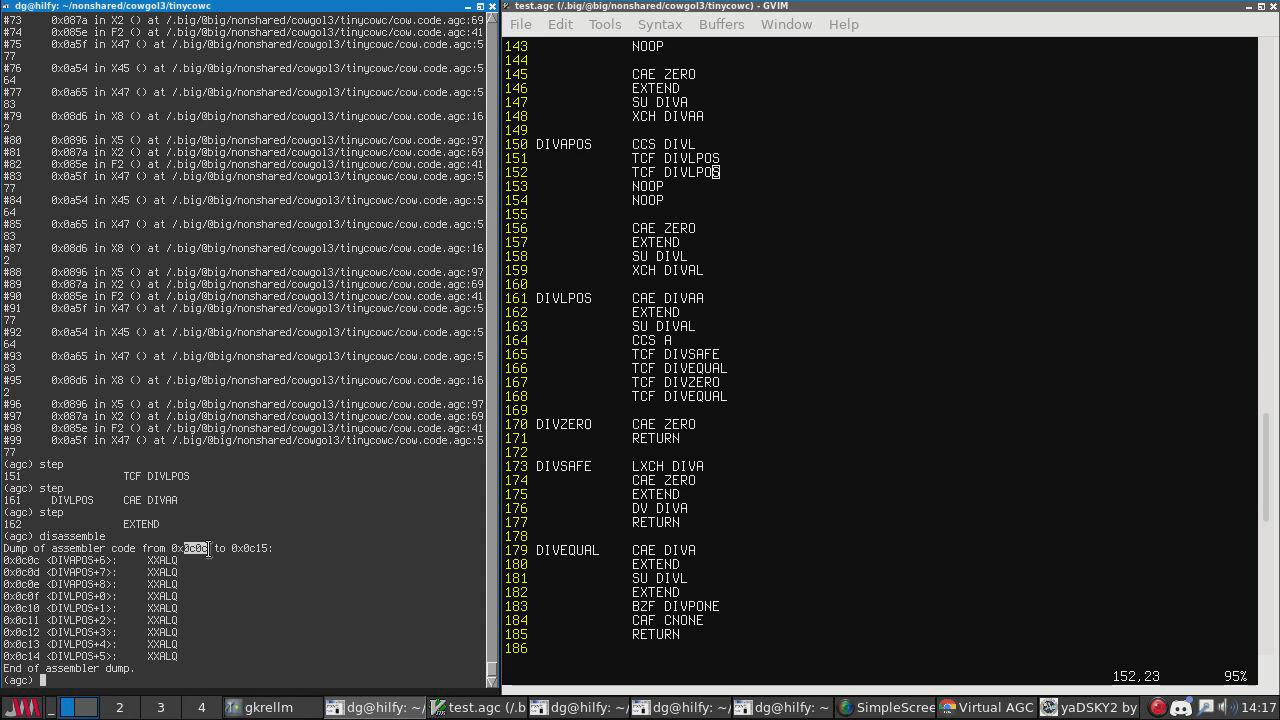 dg@hilfy: ~/nonshared/cowgol3/tinycowc
#73    0x087a in X2 () at /.big/@big/nonshared/cowgol3/tinycowc/cow.code.agc:69
#74    0x085e in F2 () at /.big/@big/nonshared/cowgol3/tinycowc/cow.code.agc:41
#75    0x0a5f in X47 () at /.big/@big/nonshared/cowgol3/tinycowc/cow.code.agc:5
77
#76    0x0a54 in X45 () at /.big/@big/nonshared/cowgol3/tinycowc/cow.code.agc:5
64
#77    0x0a65 in X47 () at /.big/@big/nonshared/cowgol3/tinycowc/cow.code.agc:5
83
#79    0x08d6 in X8 () at /.big/@big/nonshared/cowgol3/tinycowc/cow.code.agc:16
2
#80    0x0896 in X5 () at /.big/@big/nonshared/cowgol3/tinycowc/cow.code.agc:97
#81    0x087a in X2 () at /.big/@big/nonshared/cowgol3/tinycowc/cow.code.agc:69
#82    0x085e in F2 () at /.big/@big/nonshared/cowgol3/tinycowc/cow.code.agc:41
#83    0x0a5f in X47 () at /.big/@big/nonshared/cowgol3/tinycowc/cow.code.agc:5
77
#84    0x0a54 in X45 () at /.big/@big/nonshared/cowgol3/tinycowc/cow.code.agc:5
64
#85    0x0a65 in X47 () at /.big/@big/nonshared/cowgol3/tinycowc/cow.code.agc:5
83
#87    0x08d6 in X8 () at /.big/@big/nonshared/cowgol3/tinycowc/cow.code.agc:16
2
#88    0x0896 in X5 () at /.big/@big/nonshared/cowgol3/tinycowc/cow.code.agc:97
#89    0x087a in X2 () at /.big/@big/nonshared/cowgol3/tinycowc/cow.code.agc:69
#90    0x085e in F2 () at /.big/@big/nonshared/cowgol3/tinycowc/cow.code.agc:41
#91    0x0a5f in X47 () at /.big/@big/nonshared/cowgol3/tinycowc/cow.code.agc:5
77
#92    0x0a54 in X45 () at /.big/@big/nonshared/cowgol3/tinycowc/cow.code.agc:5
64
#93    0x0a65 in X47 () at /.big/@big/nonshared/cowgol3/tinycowc/cow.code.agc:5
83
#95    0x08d6 in X8 () at /.big/@big/nonshared/cowgol3/tinycowc/cow.code.agc:16
2
#96    0x0896 in X5 () at /.big/@big/nonshared/cowgol3/tinycowc/cow.code.agc:97
#97    0x087a in X2 () at /.big/@big/nonshared/cowgol3/tinycowc/cow.code.agc:69
#98    0x085e in F2 () at /.big/@big/nonshared/cowgol3/tinycowc/cow.code.agc:41
#99    0x0a5f in X47 () at /.big/@big/nonshared/cowgol3/tinycowc/cow.code.agc:5
77
(agc) step
151                 TCF DIVLPOS
(agc) step
161     DIVLPOS     CAE DIVAA
(agc) step
162                 EXTEND
(agc) disassemble
Dump of assembler code from 0x0c0c to 0x0c15:
0x0c0c <DIVAPOS+6>:     XXALQ
0x0c0d <DIVAPOS+7>:     XXALQ
0x0c0e <DIVAPOS+8>:     XXALQ
0x0c0f <DIVLPOS+0>:     XXALQ
0x0c10 <DIVLPOS+1>:     XXALQ
0x0c11 <DIVLPOS+2>:     XXALQ
0x0c12 <DIVLPOS+3>:     XXALQ
0x0c13 <DIVLPOS+4>:     XXALQ
0x0c14 <DIVLPOS+5>:     XXALQ
End of assembler dump.
(agc)
test.agc (/.big/@big/nonshared/cowgol3/tinycowc) - GVIM
File Edit Tools Syntax Buffers Window Help
143             NOOP
144
145             CAE ZERO
146             EXTEND
147             SU DIVA
148             XCH DIVAA
149
150 DIVAPOS     CCS DIVL
151             TCF DIVLPOS
152             TCF DIVLPOS
153             NOOP
154             NOOP
155
156             CAE ZERO
157             EXTEND
158             SU DIVL
159             XCH DIVAL
160
161 DIVLPOS     CAE DIVAA
162             EXTEND
163             SU DIVAL
164             CCS A
165             TCF DIVSAFE
166             TCF DIVEQUAL
167             TCF DIVZERO
168             TCF DIVEQUAL
169
170 DIVZERO     CAE ZERO
171             RETURN
172
173 DIVSAFE     LXCH DIVA
174             CAE ZERO
175             EXTEND
176             DV DIVA
177             RETURN
178
179 DIVEQUAL    CAE DIVA
180             EXTEND
181             SU DIVL
182             EXTEND
183             BZF DIVPONE
184             CAF CNONE
185             RETURN
186
152,23          95%
2 3 4 gkrellm dg@hilfy: ~/ test.agc (/.b dg@hilfy: ~/ dg@hilfy: ~/ dg@hilfy: ~/ SimpleScree Virtual AGC yaDSKY2 by 14:17